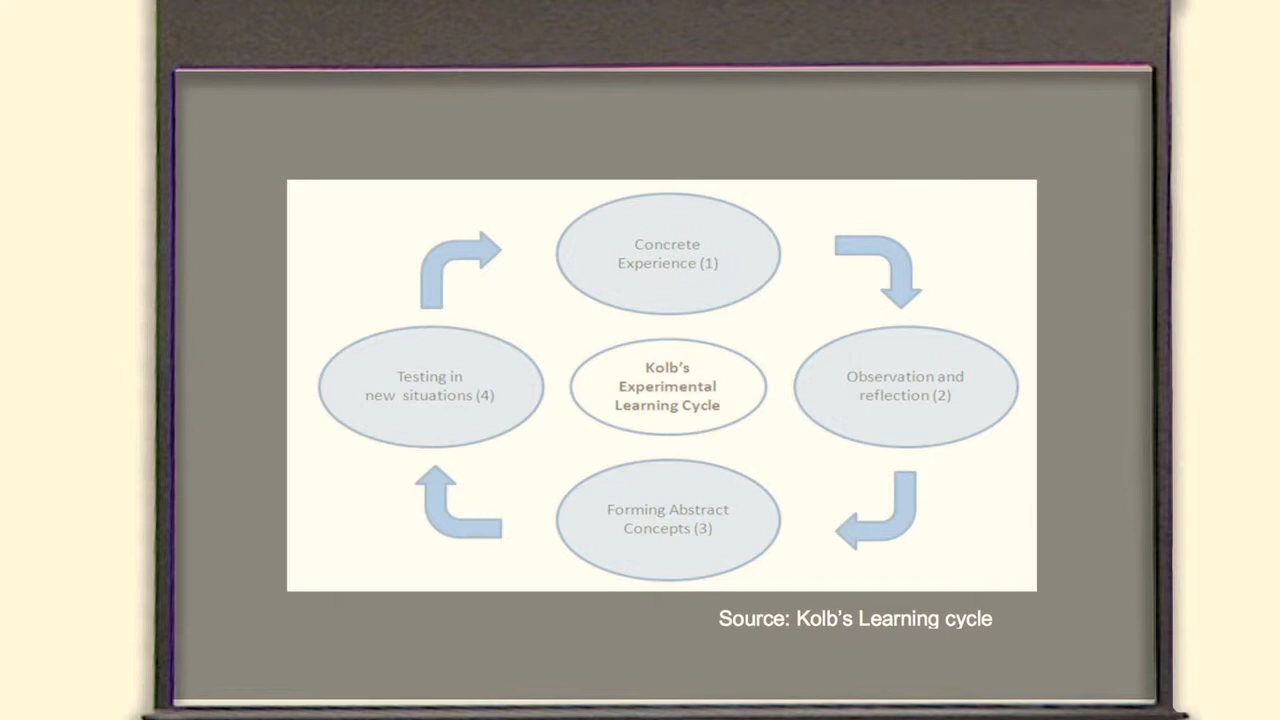 Concrete
Experience (1)
Testing in
new situations (4)
Kolb's
Experimental
Learning Cycle
Observation and
reflection (2)
Forming Abstract
Concepts (3)
Source: Kolb's Learning cycle